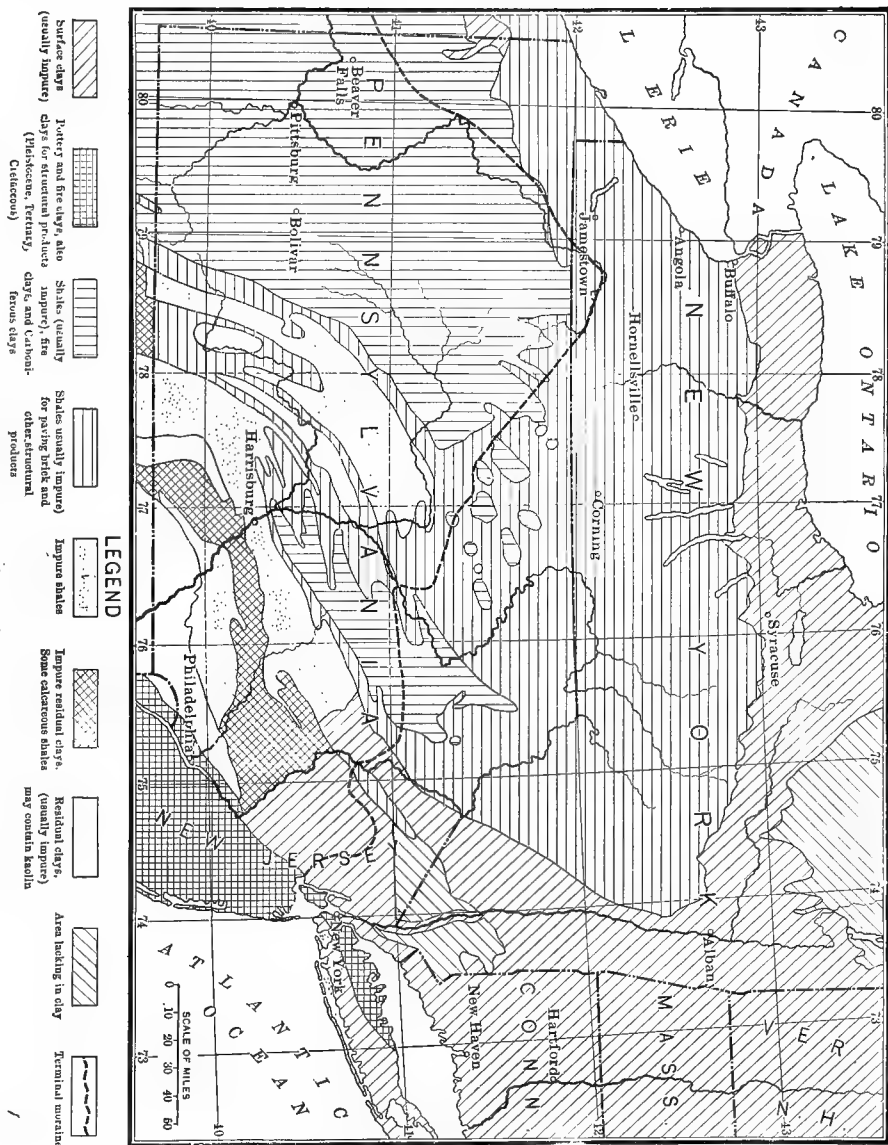 CANADA
LAKE ONTARIO
L. ERIE
NEW YORK
Buffalo
Angola
Jamestown
Hornellsville
Corning
Syracuse
Albany
VER
N H
MASS
CONN
Hartford
New Haven
New York
PENNSYLVANIA
Beaver
Falls
Pittsburg
Bolivar
Harrisburg
Philadelphia
NEW JERSEY
ATLANTIC
OCEAN
80
79
78
77
76
75
74
73
43
42
41
40
SCALE OF MILES
0 10 20 30 40 50
LEGEND
Surface clays
(usually impure)
Pottery and fire clays, also
clays for structural products
(Pleistocene, Tertiary,
Cretaceous)
Shales (usually
impure), fire
clays, and Carboni-
ferous clays
Shales usually impure)
for paving brick and
other structural
products
Impure shales
Impure residual clays.
Some calcareous shales
Residual clays,
(usually impure)
may contain kaolin
Area lacking in clay
Terminal moraine